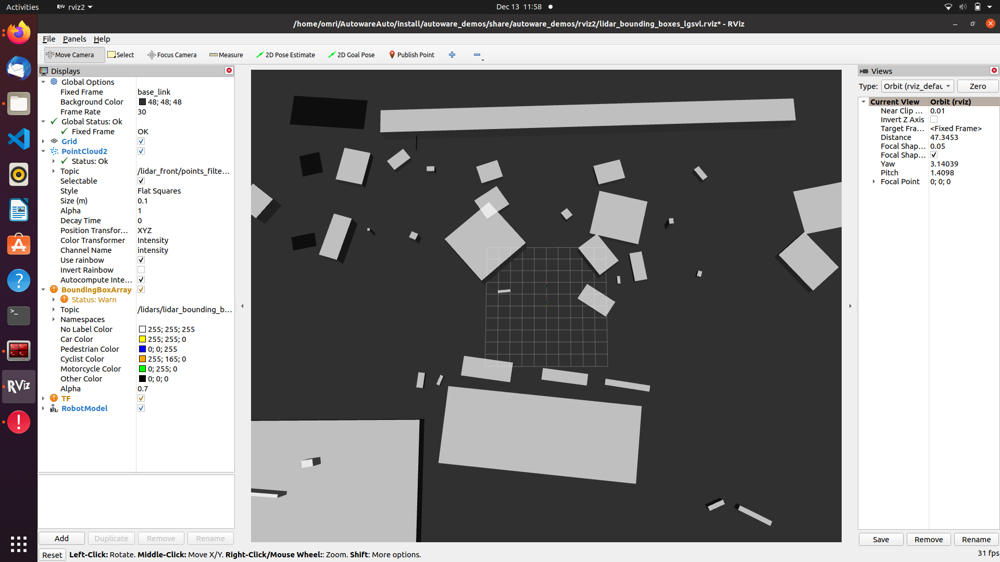 Activities rviz2 Dec 13 11:58
/home/omri/AutowareAuto/install/autoware_demos/share/autoware_demos/rviz2/lidar_bounding_boxes_lgsvl.rviz* - RViz
File Panels Help
Move Camera Select Focus Camera Measure 2D Pose Estimate 2D Goal Pose Publish Point
Displays
Global Options
Fixed Frame base_link
Background Color 48; 48; 48
Frame Rate 30
Global Status: Ok
Fixed Frame OK
Grid
PointCloud2
Status: Ok
Topic /lidar_front/points_filte...
Selectable
Style Flat Squares
Size (m) 0.1
Alpha 1
Decay Time 0
Position Transfor... XYZ
Color Transformer Intensity
Channel Name intensity
Use rainbow
Invert Rainbow
Autocompute Inte...
BoundingBoxArray
Status: Warn
Topic /lidars/lidar_bounding_b...
Namespaces
No Label Color 255; 255; 255
Car Color 255; 255; 0
Pedestrian Color 0; 0; 255
Cyclist Color 255; 165; 0
Motorcycle Color 0; 255; 0
Other Color 0; 0; 0
Alpha 0.7
TF
RobotModel
Add Duplicate Remove Rename
Reset Left-Click: Rotate. Middle-Click: Move X/Y. Right-Click/Mouse Wheel:: Zoom. Shift: More options.
Views
Type: Orbit (rviz_defau Zero
Current View Orbit (rviz)
Near Clip ... 0.01
Invert Z Axis
Target Fra... <Fixed Frame>
Distance 47.3453
Focal Shap... 0.05
Focal Shap...
Yaw 3.14039
Pitch 1.4098
Focal Point 0; 0; 0
Save Remove Rename
31 fps
RViz